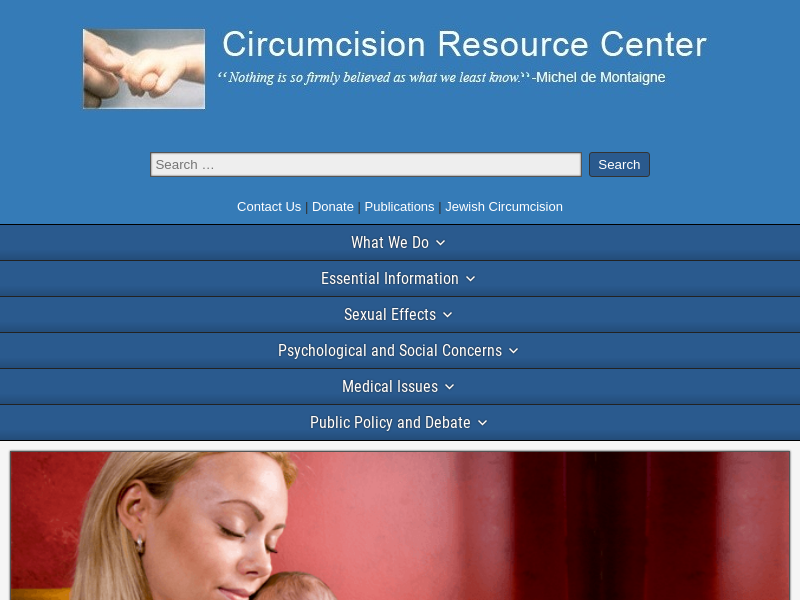 Circumcision Resource Center
“Nothing is so firmly believed as what we least know.” -Michel de Montaigne
Search …
Search
Contact Us | Donate | Publications | Jewish Circumcision
What We Do
Essential Information
Sexual Effects
Psychological and Social Concerns
Medical Issues
Public Policy and Debate